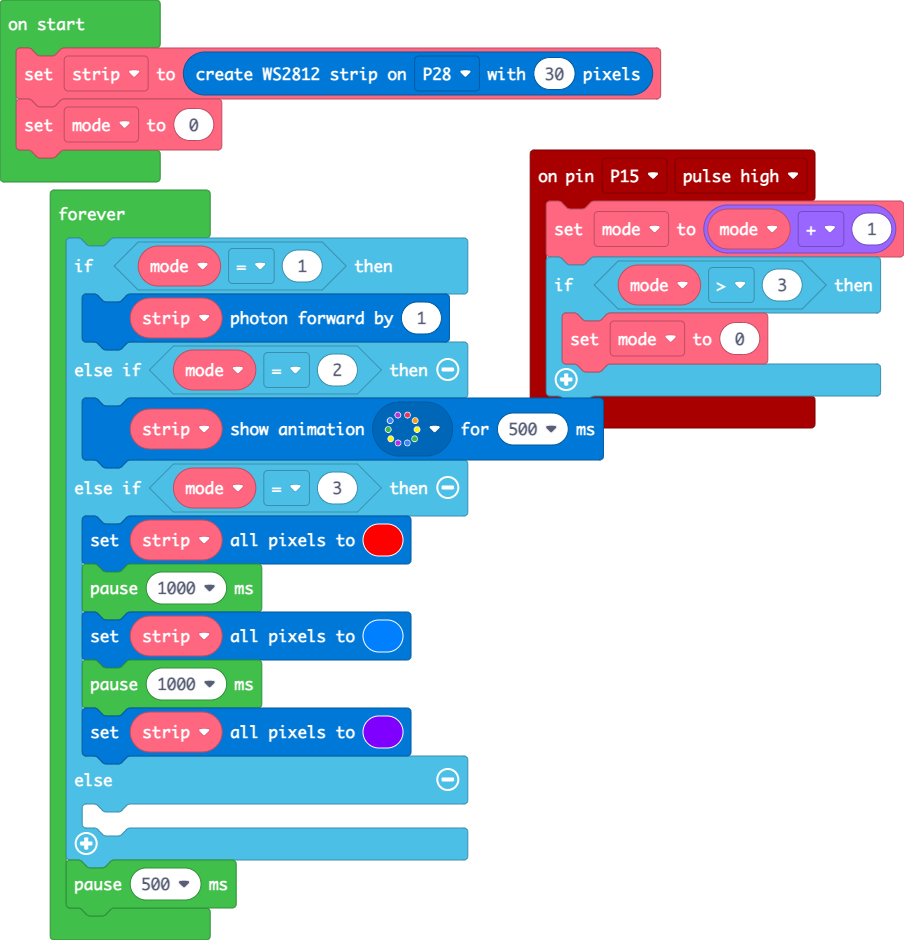 on start
set strip to create WS2812 strip on P28 with 30 pixels
set mode to 0
forever
if mode = 1 then
strip photon forward by 1
else if mode = 2 then
strip show animation for 500 ms
else if mode = 3 then
set strip all pixels to
pause 1000 ms
set strip all pixels to
pause 1000 ms
set strip all pixels to
else
pause 500 ms
on pin P15 pulse high
set mode to mode + 1
if mode > 3 then
set mode to 0